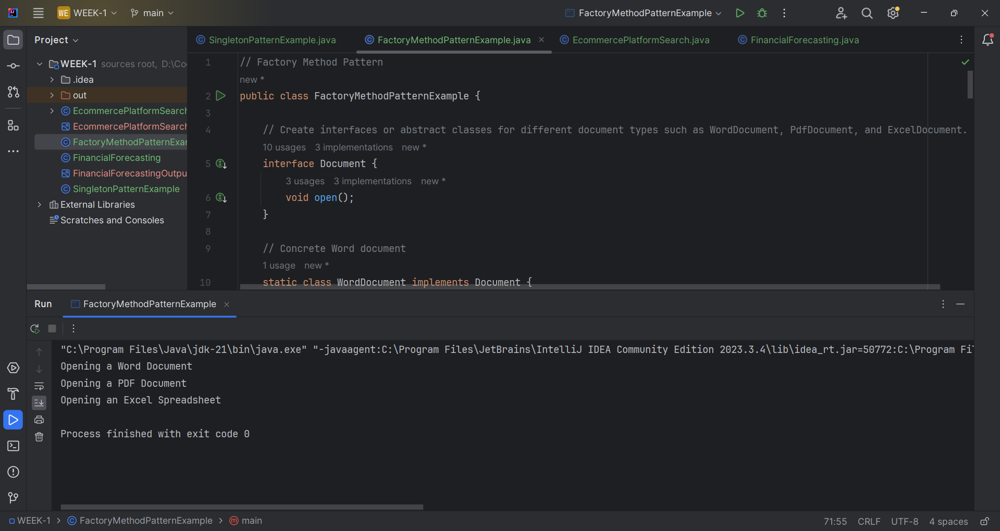 WE WEEK-1 main FactoryMethodPatternExample
Project
SingletonPatternExample.java FactoryMethodPatternExample.java EcommercePlatformSearch.java FinancialForecasting.java
WEEK-1 sources root, D:\Co
.idea
out
EcommercePlatformSearch
EcommercePlatformSearch
FactoryMethodPatternExa
FinancialForecasting
FinancialForecastingOutpu
SingletonPatternExample
External Libraries
Scratches and Consoles
1 // Factory Method Pattern
new *
2 public class FactoryMethodPatternExample {
3
4 // Create interfaces or abstract classes for different document types such as WordDocument, PdfDocument, and ExcelDocument.
10 usages 3 implementations new *
5 interface Document {
3 usages 3 implementations new *
6 void open();
7 }
8
9 // Concrete Word document
1 usage new *
10 static class WordDocument implements Document {
Run FactoryMethodPatternExample
"C:\Program Files\Java\jdk-21\bin\java.exe" "-javaagent:C:\Program Files\JetBrains\IntelliJ IDEA Community Edition 2023.3.4\lib\idea_rt.jar=50772:C:\Program Fi
Opening a Word Document
Opening a PDF Document
Opening an Excel Spreadsheet
Process finished with exit code 0
WEEK-1 > FactoryMethodPatternExample > main 71:55 CRLF UTF-8 4 spaces